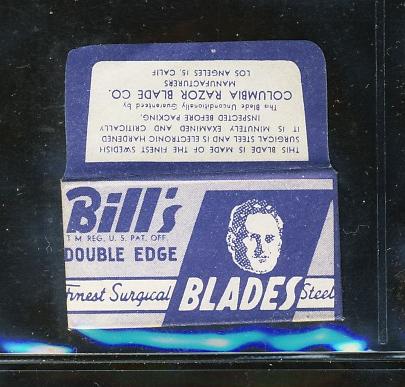 THIS BLADE IS MADE OF THE FINEST SWEDISH
SURGICAL STEEL AND IS ELECTRONIC HARDENED
IT IS MINUTELY EXAMINED AND CRITICALLY
INSPECTED BEFORE PACKING.
This Blade Unconditionally Guaranteed by
COLUMBIA RAZOR BLADE CO.
MANUFACTURERS
LOS ANGELES 15, CALIF
Bill's
T M REG. U. S. PAT. OFF.
DOUBLE EDGE
Finest Surgical BLADES Steel